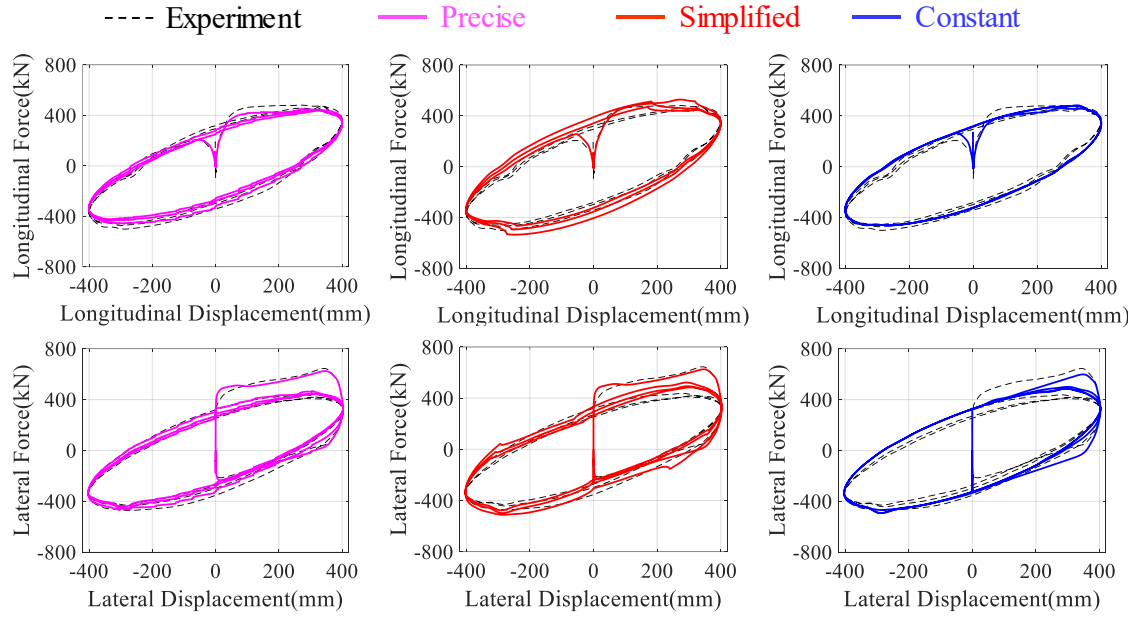 Experiment Precise Simplified Constant
800
400
0
-400
-800
Longitudinal Force(kN)
-400 -200 0 200 400
Longitudinal Displacement(mm)
800
400
0
-400
-800
Longitudinal Force(kN)
-400 -200 0 200 400
Longitudinal Displacement(mm)
800
400
0
-400
-800
Longitudinal Force(kN)
-400 -200 0 200 400
Longitudinal Displacement(mm)
800
400
0
-400
-800
Lateral Force(kN)
-400 -200 0 200 400
Lateral Displacement(mm)
800
400
0
-400
-800
Lateral Force(kN)
-400 -200 0 200 400
Lateral Displacement(mm)
800
400
0
-400
-800
Lateral Force(kN)
-400 -200 0 200 400
Lateral Displacement(mm)